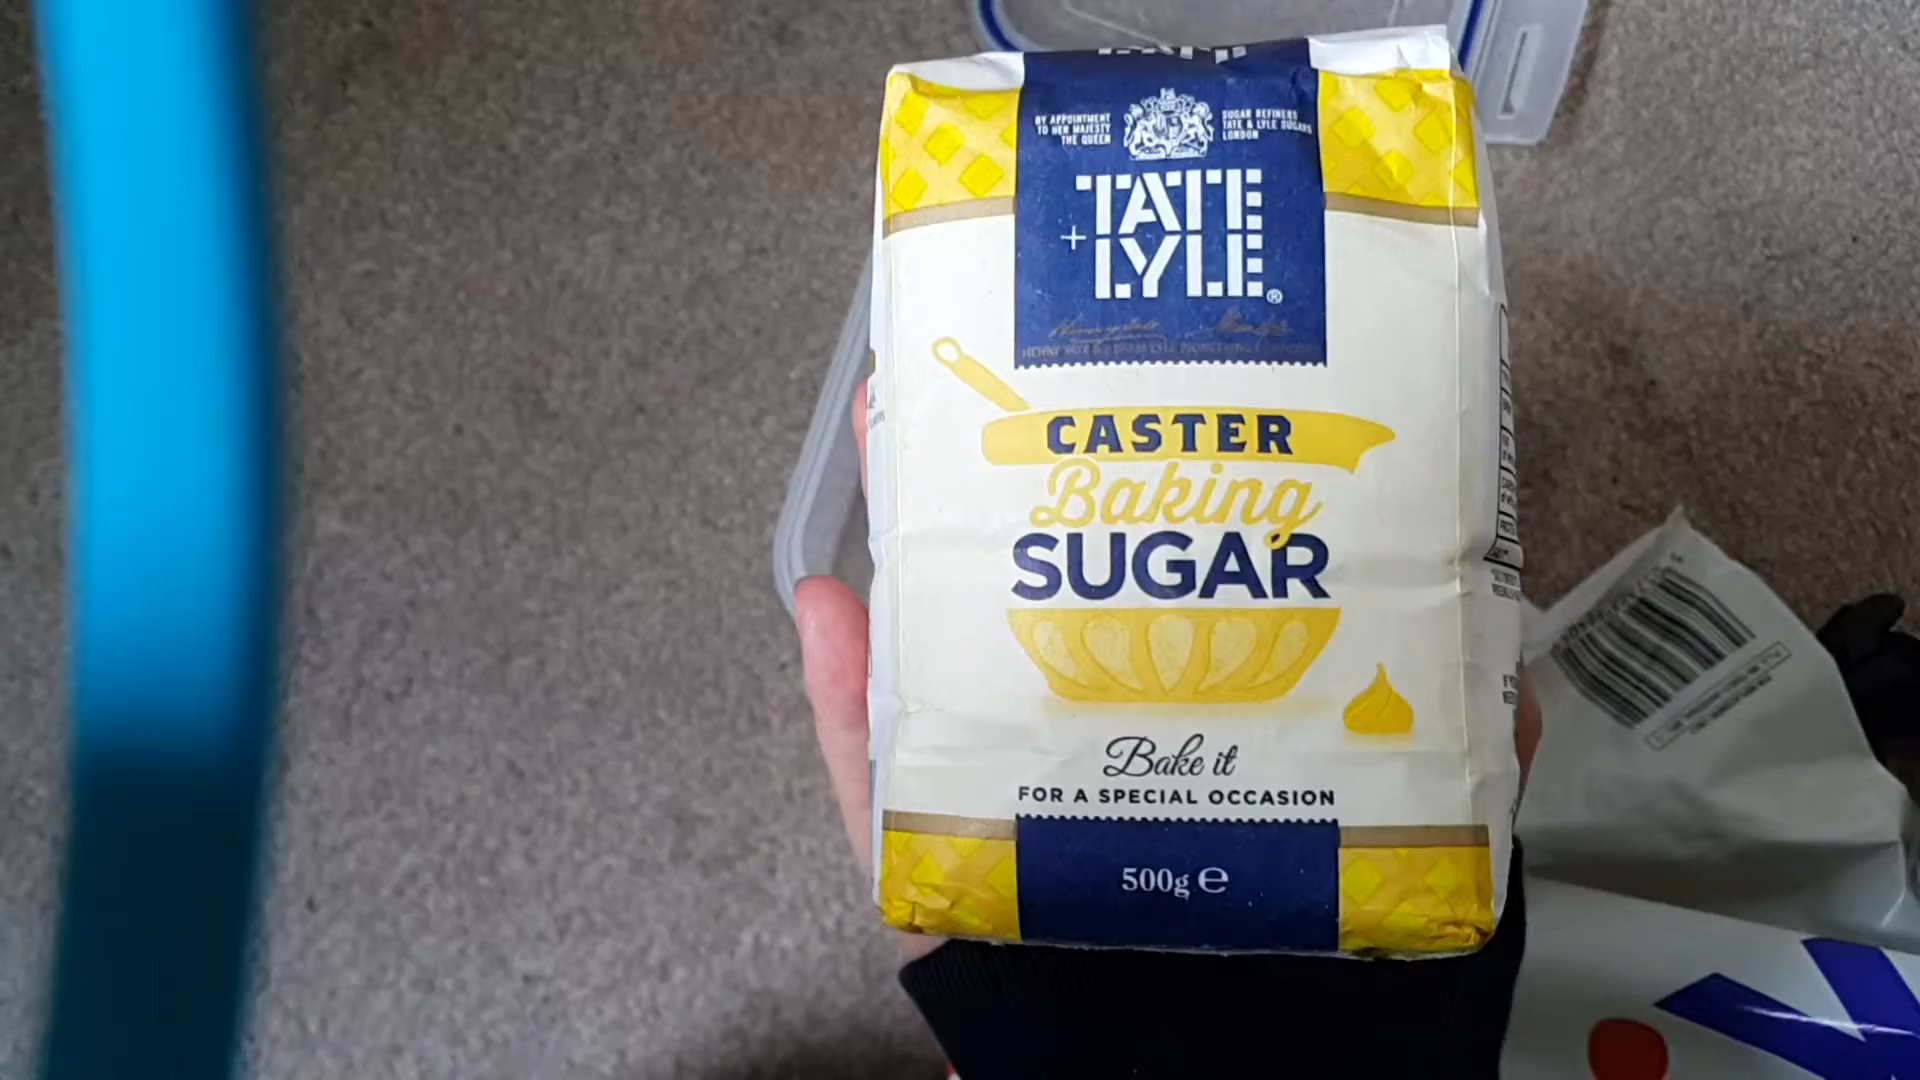 BY APPOINTMENT
TO HER MAJESTY
THE QUEEN
SUGAR REFINERS
TATE & LYLE SUGARS
LONDON
TATE
+ LYLE®
CASTER
Baking
SUGAR
Bake it
FOR A SPECIAL OCCASION
500g ℮